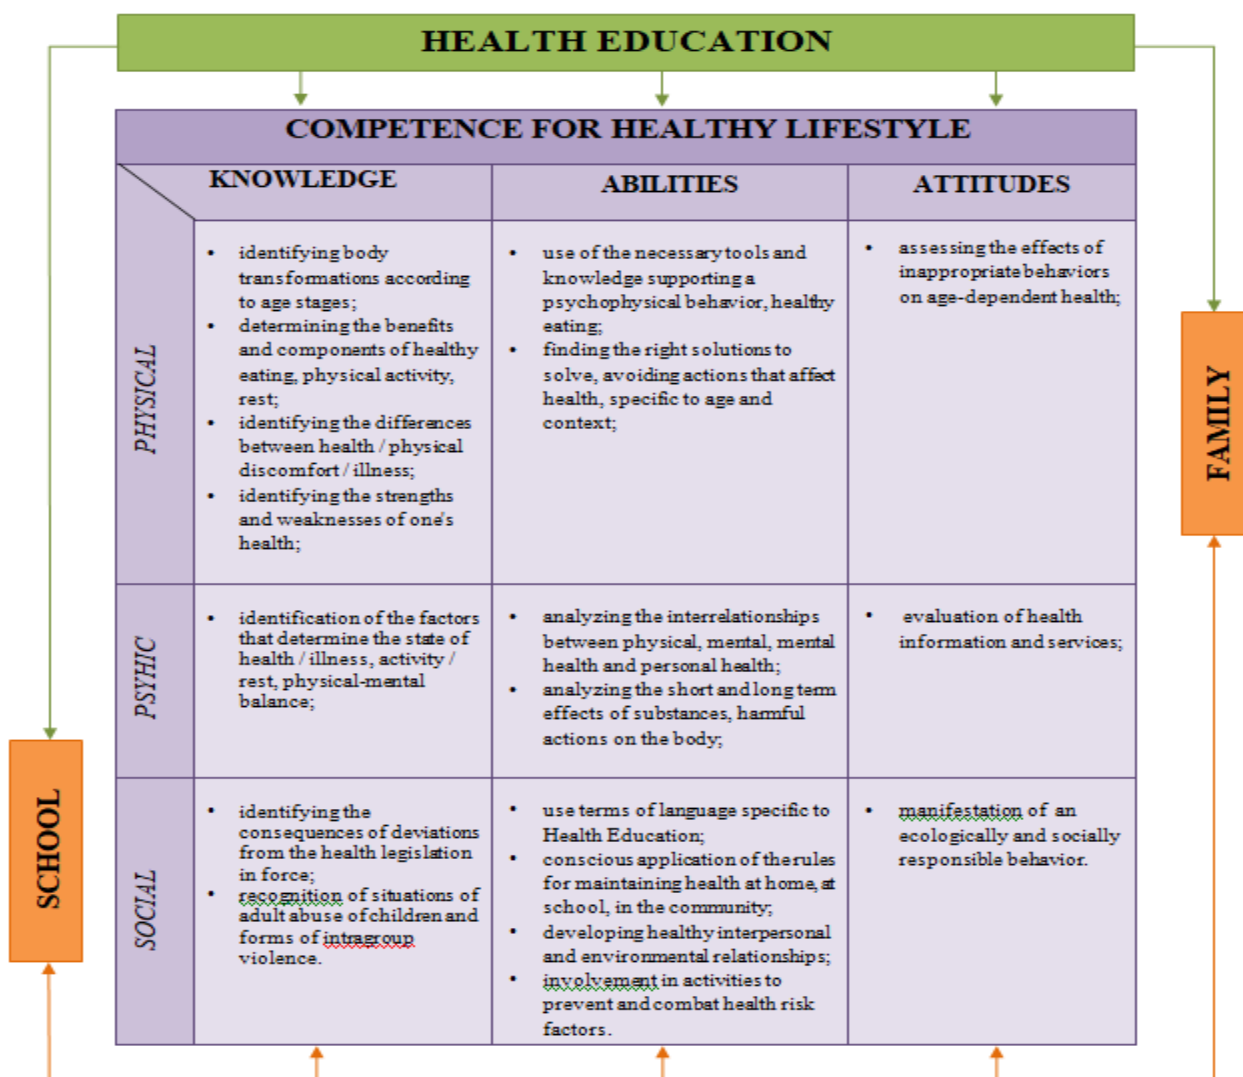 HEALTH EDUCATION
COMPETENCE FOR HEALTHY LIFESTYLE
KNOWLEDGE
ABILITIES
ATTITUDES
PHYSICAL
• identifying body
transformations according
to age stages;
• determining the benefits
and components of healthy
eating, physical activity,
rest;
• identifying the differences
between health / physical
discomfort / illness;
• identifying the strengths
and weaknesses of one's
health;
• use of the necessary tools and
knowledge supporting a
psychophysical behavior, healthy
eating;
• finding the right solutions to
solve, avoiding actions that affect
health, specific to age and
context;
• assessing the effects of
inappropriate behaviors
on age-dependent health;
PSYHIC
• identification of the factors
that determine the state of
health / illness, activity /
rest, physical-mental
balance;
• analyzing the interrelationships
between physical, mental, mental
health and personal health;
• analyzing the short and long term
effects of substances, harmful
actions on the body;
• evaluation of health
information and services;
SOCIAL
• identifying the
consequences of deviations
from the health legislation
in force;
• recognition of situations of
adult abuse of children and
forms of intragroup
violence.
• use terms of language specific to
Health Education;
• conscious application of the rules
for maintaining health at home, at
school, in the community;
• developing healthy interpersonal
and environmental relationships;
• involvement in activities to
prevent and combat health risk
factors.
• manifestation of an
ecologically and socially
responsible behavior.
SCHOOL
FAMILY